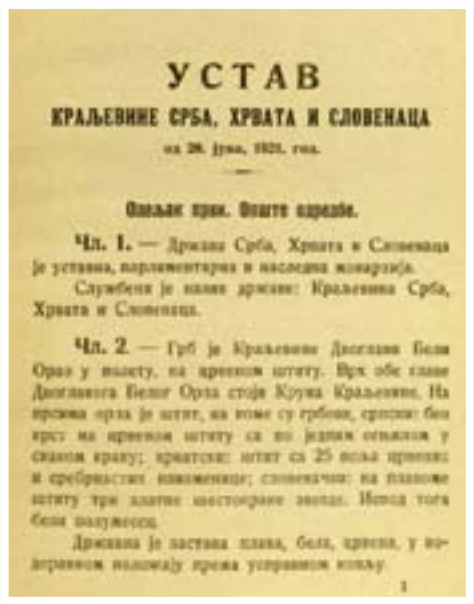 УСТАВ
КРАЉЕВИНЕ СРБА, ХРВАТА И СЛОВЕНАЦА
од 28. јуна, 1921. год.
Одељак први. Опште одредбе.
Чл. 1. — Држава Срба, Хрвата и Словенаца
је уставна, парламентарна и наследна монархија.
Службени је назив државе: Краљевина Срба,
Хрвата и Словенаца.
Чл. 2. — Грб је Краљевине Двоглави Бели
Орао у полету, на црвеном штиту. Врх обе главе
Двоглавога Белог Орла стоји Круна Краљевине. На
прсима орла је штит, на коме су грбови, српски: бео
крст на црвеном штиту са по једним огњилом у
сваком краку; хрватски: штит са 25 поља црвених
и сребрнастих наизменце; словеначки: на плавоме
штиту три златне шестокраке звезде. Испод тога
бели полумесец.
Државна је застава плава, бела, црвена, у во-
доравном положају према усправном копљу.
1